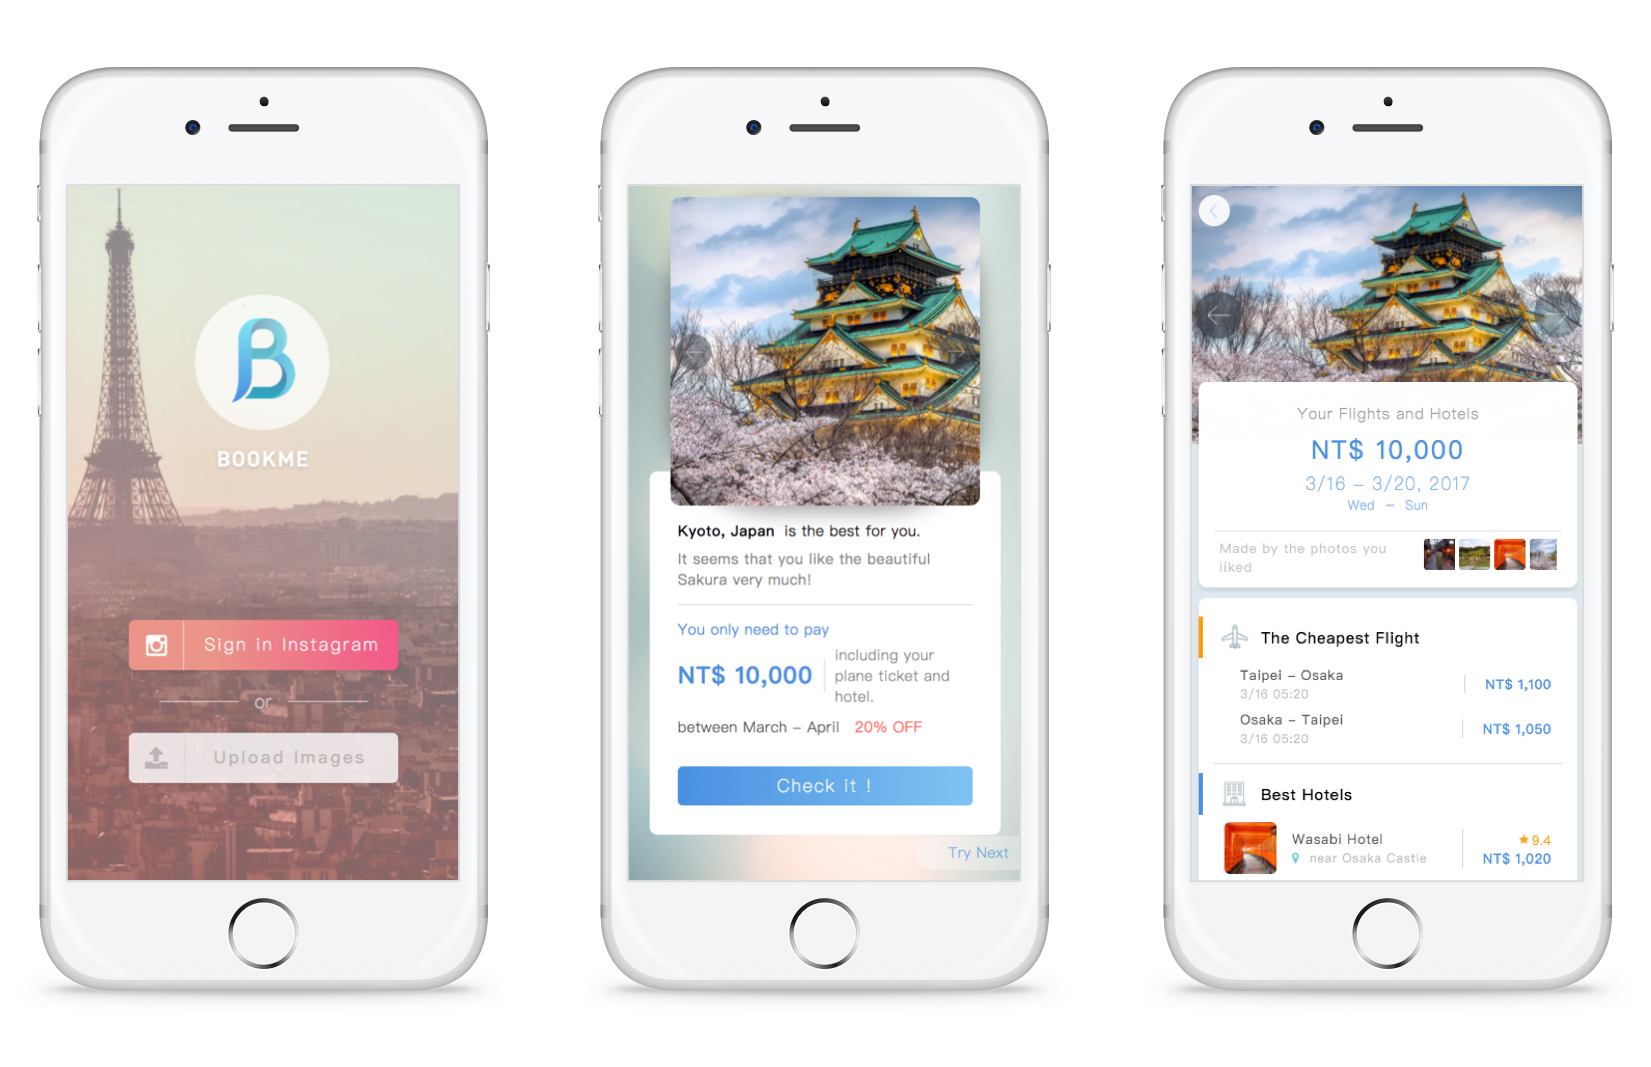 BOOKME
Sign in Instagram
or
Upload Images
Kyoto, Japan is the best for you.
It seems that you like the beautiful
Sakura very much!
You only need to pay
NT$ 10,000
including your
plane ticket and
hotel.
between March – April 20% OFF
Check it !
Try Next
Your Flights and Hotels
NT$ 10,000
3/16 – 3/20, 2017
Wed – Sun
Made by the photos you
liked
The Cheapest Flight
Taipei – Osaka
3/16 05:20
NT$ 1,100
Osaka – Taipei
3/16 05:20
NT$ 1,050
Best Hotels
Wasabi Hotel
near Osaka Castle
9.4
NT$ 1,020